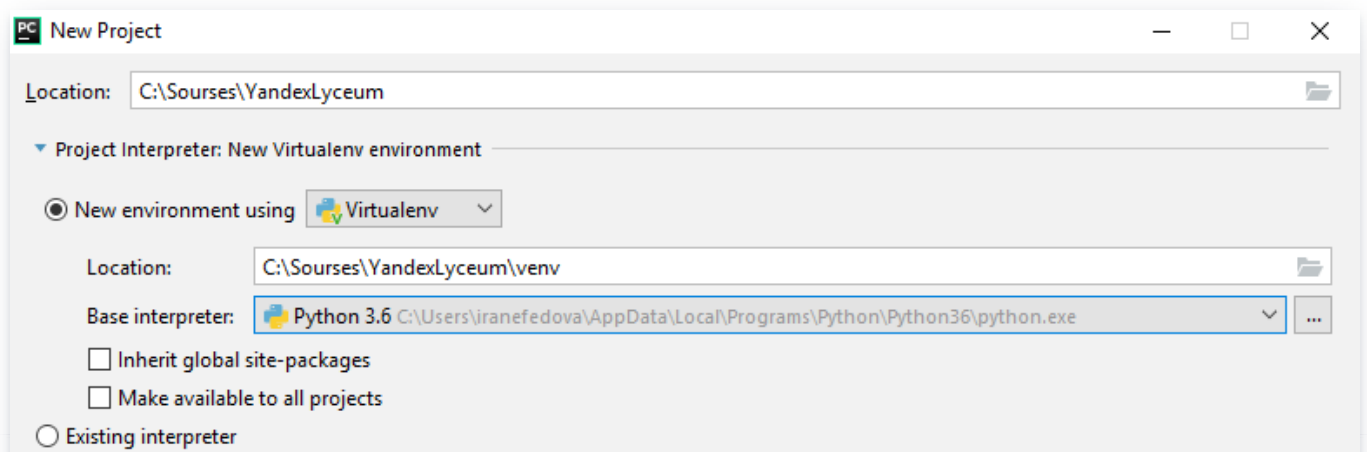 PC New Project
Location: C:\Sourses\YandexLyceum
Project Interpreter: New Virtualenv environment
New environment using Virtualenv
Location: C:\Sourses\YandexLyceum\venv
Base interpreter: Python 3.6 C:\Users\iranefedova\AppData\Local\Programs\Python\Python36\python.exe ...
Inherit global site-packages
Make available to all projects
Existing interpreter